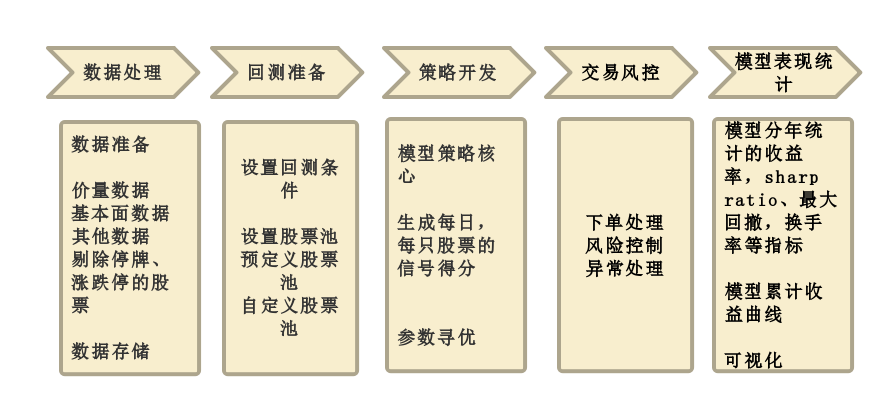 数据处理
回测准备
策略开发
交易风控
模型表现统
计
数据准备
价量数据
基本面数据
其他数据
剔除停牌、
涨跌停的股
票
数据存储
设置回测条
件
设置股票池
预定义股票
池
自定义股票
池
模型策略核
心
生成每日，
每只股票的
信号得分
参数寻优
下单处理
风险控制
异常处理
模型分年统
计的收益
率，sharp
ratio、最大
回撤，换手
率等指标
模型累计收
益曲线
可视化